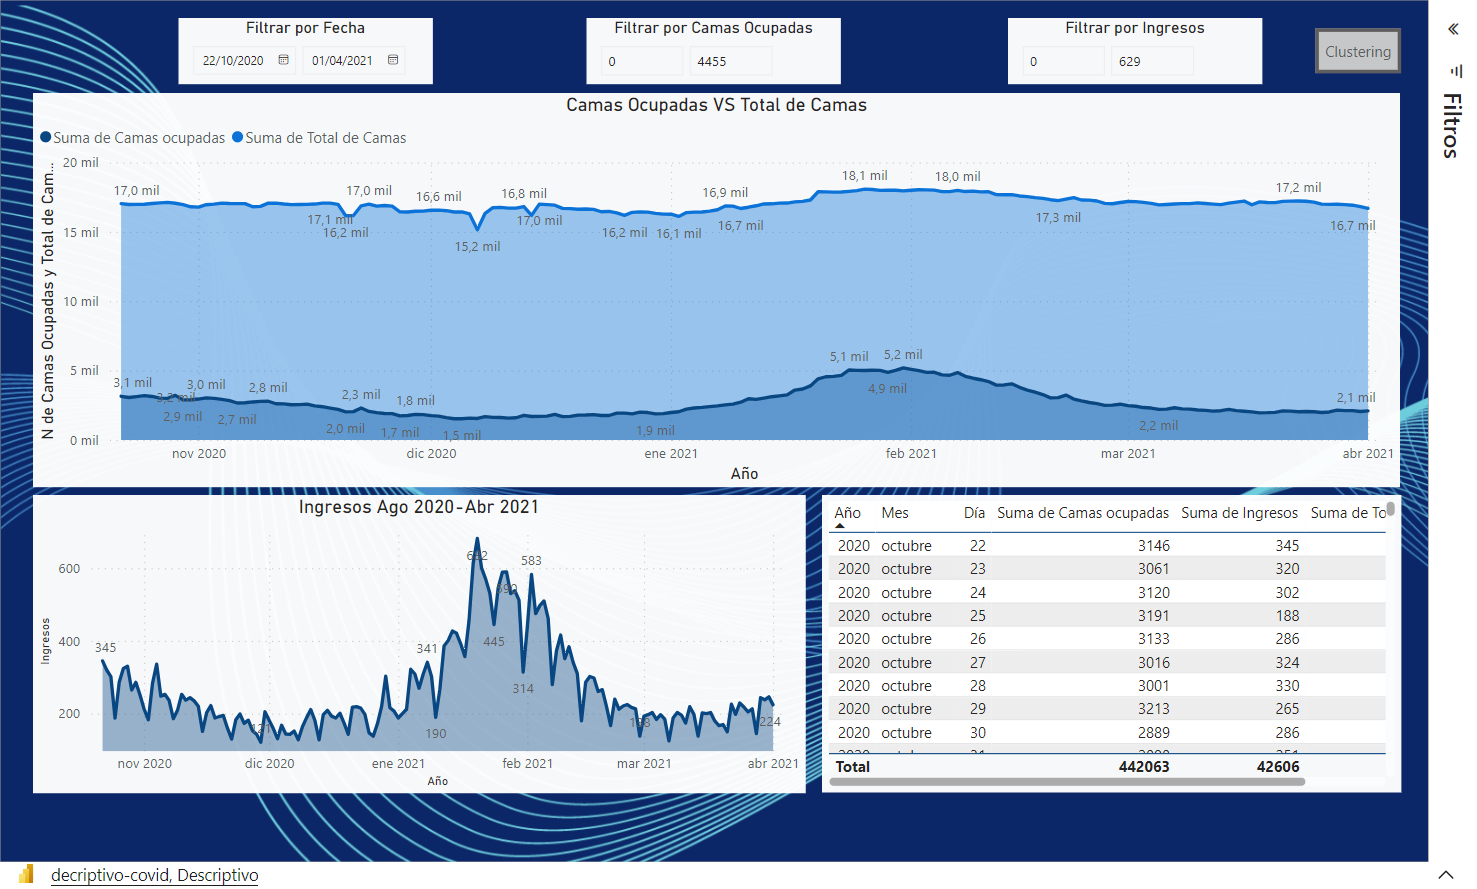 Filtrar por Fecha
22/10/2020 01/04/2021
Filtrar por Camas Ocupadas
0 4455
Filtrar por Ingresos
0 629
Clustering
Filtros
Camas Ocupadas VS Total de Camas
Suma de Camas ocupadas Suma de Total de Camas
N de Camas Ocupadas y Total de Cam...
20 mil
15 mil
10 mil
5 mil
0 mil
17,0 mil
17,1 mil
16,2 mil
17,0 mil
16,6 mil
15,2 mil
16,8 mil
17,0 mil
16,2 mil
16,1 mil
16,9 mil
16,7 mil
18,1 mil
18,0 mil
17,3 mil
17,2 mil
16,7 mil
3,1 mil
3,2 mil
2,9 mil
3,0 mil
2,7 mil
2,8 mil
2,0 mil
2,3 mil
1,7 mil
1,8 mil
1,5 mil
1,9 mil
5,1 mil
4,9 mil
5,2 mil
2,2 mil
2,1 mil
nov 2020 dic 2020 ene 2021 feb 2021 mar 2021 abr 2021
Año
Ingresos Ago 2020-Abr 2021
Ingresos
600
400
200
345
341
190
445
583
314
224
nov 2020 dic 2020 ene 2021 feb 2021 mar 2021 abr 2021
Año
Año Mes Día Suma de Camas ocupadas Suma de Ingresos Suma de To
2020 octubre 22 3146 345
2020 octubre 23 3061 320
2020 octubre 24 3120 302
2020 octubre 25 3191 188
2020 octubre 26 3133 286
2020 octubre 27 3016 324
2020 octubre 28 3001 330
2020 octubre 29 3213 265
2020 octubre 30 2889 286
Total 442063 42606
decriptivo-covid, Descriptivo